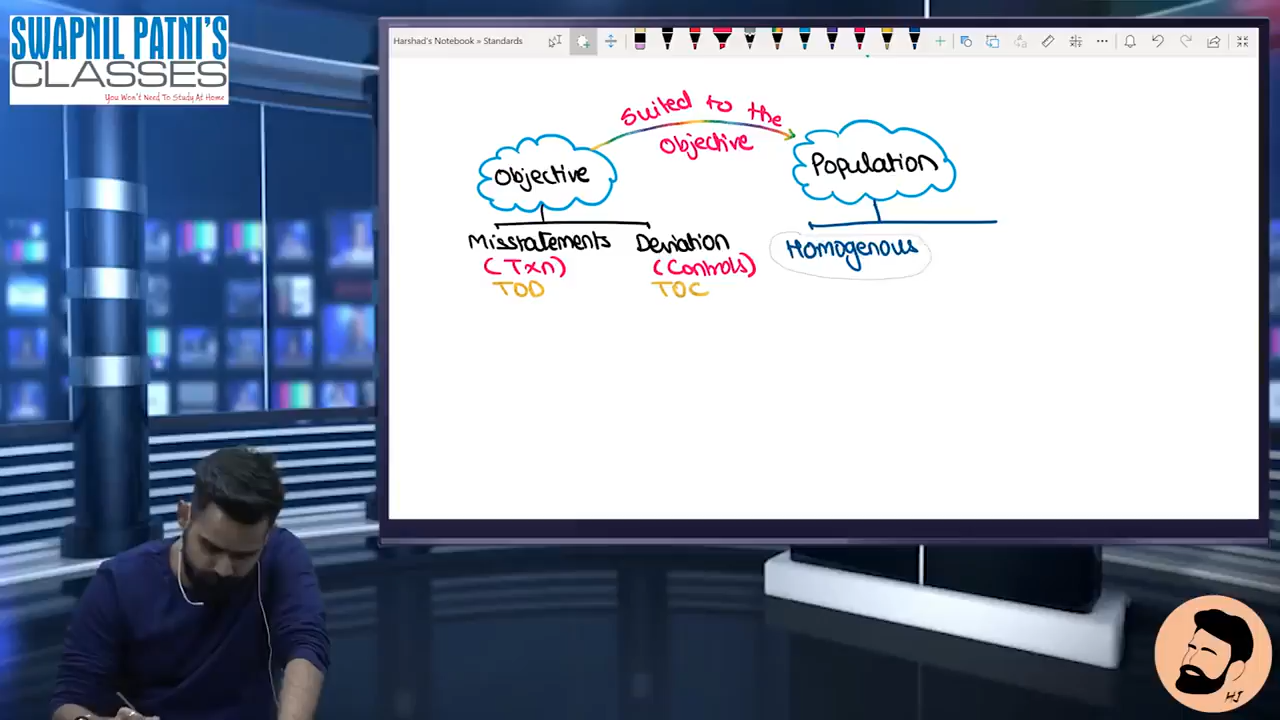 SWAPNIL PATNI'S
CLASSES
You Won't Need To Study At Home
Harshad's Notebook » Standards
Suited to the
Objective
Objective
Population
Misstatements
Deviation
Homogenous
(Txn)
(Controls)
TOD
TOC
HJ